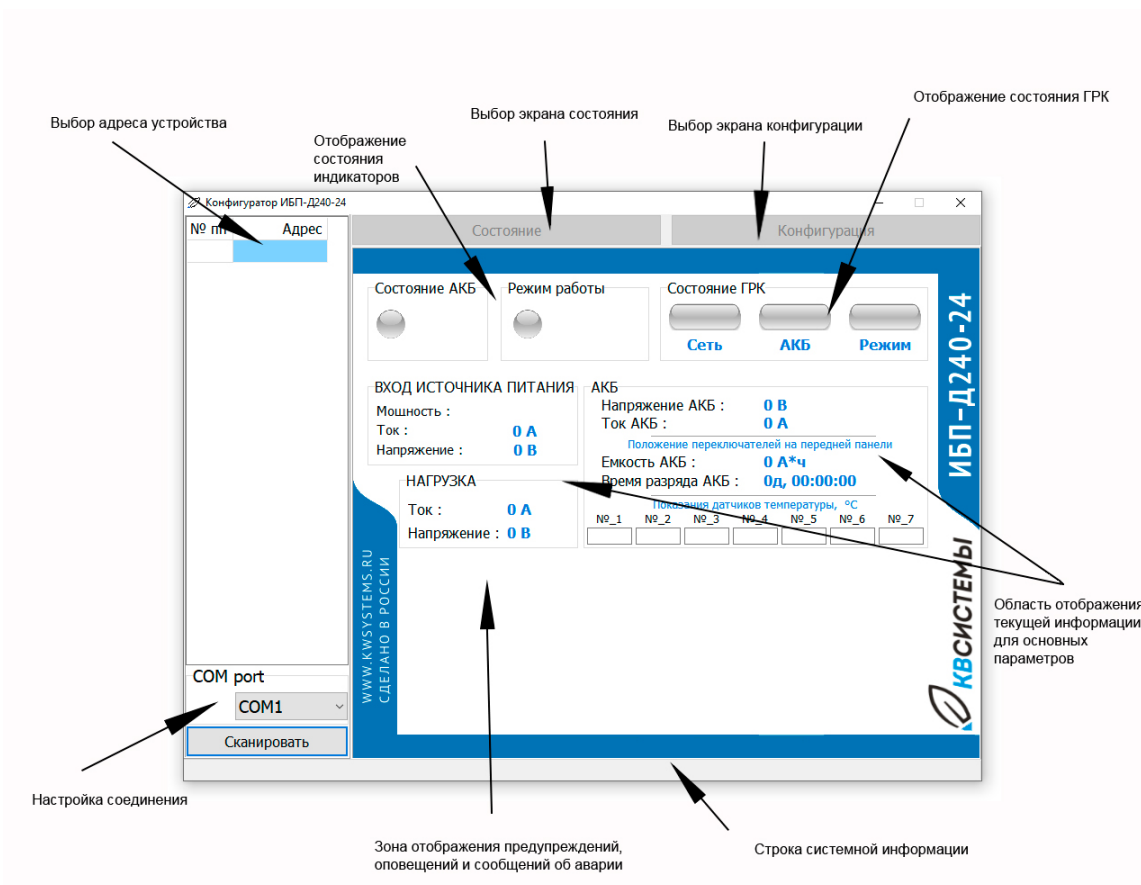 Отображение состояния ГРК
Выбор экрана состояния
Выбор адреса устройства
Выбор экрана конфигурации
Отображение
состояния
индикаторов
Конфигуратор ИБП-Д240-24
№ пп
Адрес
Состояние
Конфигурация
Состояние АКБ
Режим работы
Состояние ГРК
Сеть
АКБ
Режим
ИБП-Д240-24
ВХОД ИСТОЧНИКА ПИТАНИЯ
Мощность :
Ток : 0 А
Напряжение : 0 В
АКБ
Напряжение АКБ : 0 В
Ток АКБ : 0 А
Положение переключателей на передней панели
Емкость АКБ : 0 А*ч
Время разряда АКБ : 0д, 00:00:00
Показания датчиков температуры, °C
№_1 №_2 №_3 №_4 №_5 №_6 №_7
НАГРУЗКА
Ток : 0 А
Напряжение : 0 В
WWW.KWSYSTEMS.RU
СДЕЛАНО В РОССИИ
КВСИСТЕМЫ
Область отображения
текущей информации
для основных
параметров
COM port
COM1
Сканировать
Настройка соединения
Зона отображения предупреждений,
оповещений и сообщений об аварии
Строка системной информации